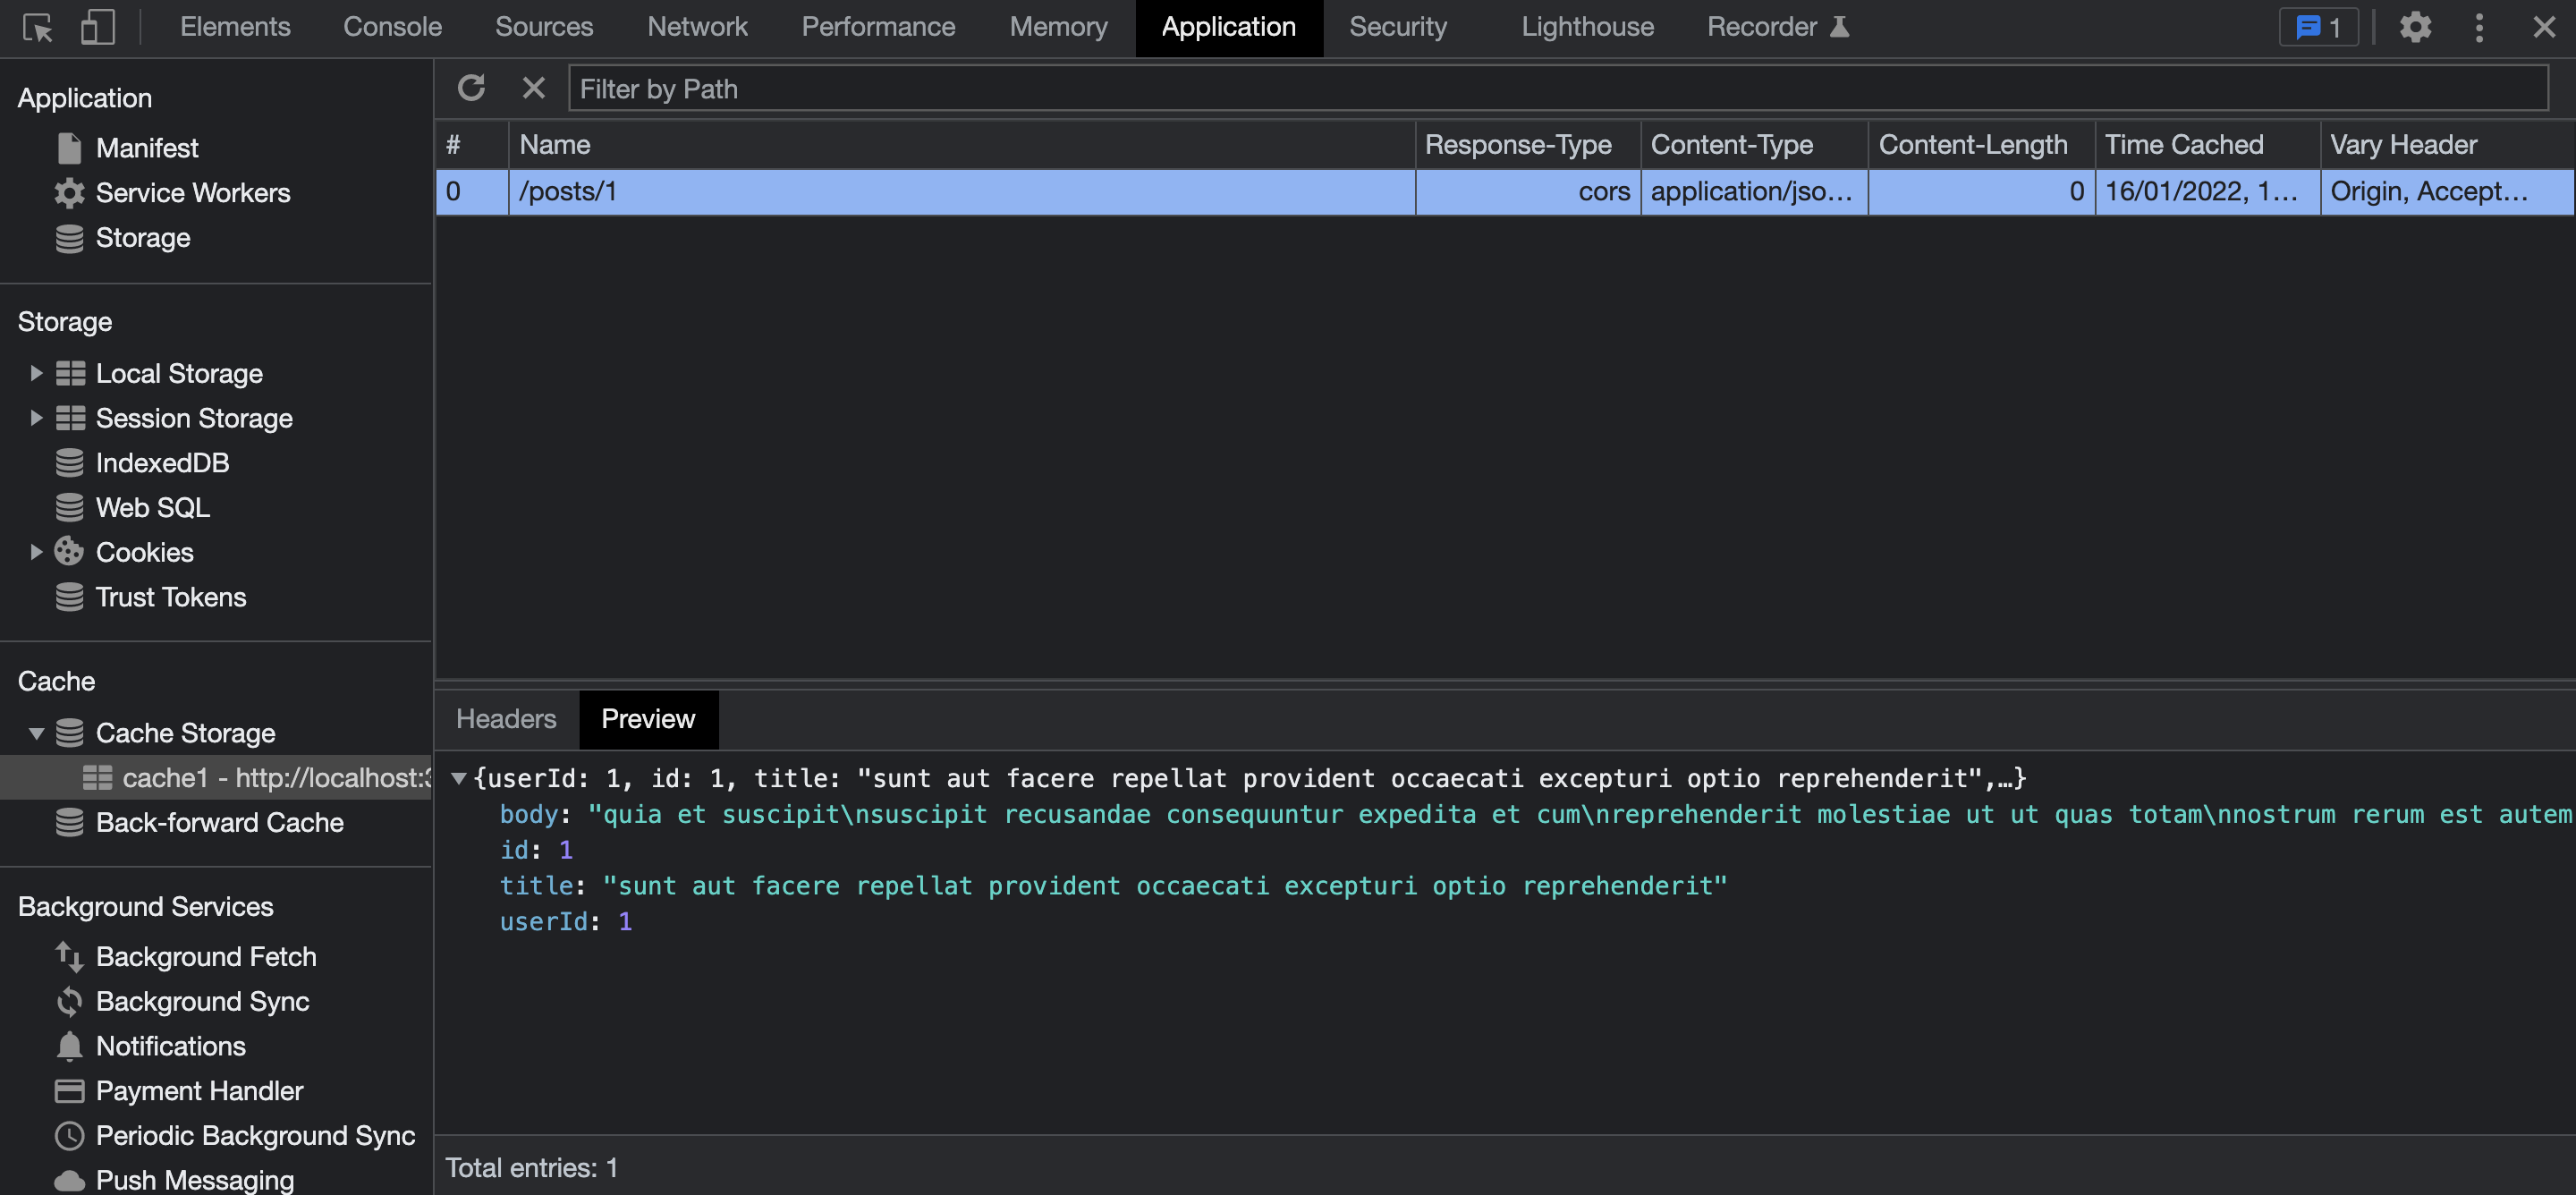 Elements Console Sources Network Performance Memory Application Security Lighthouse Recorder 1
Application
Manifest
Service Workers
Storage
Storage
Local Storage
Session Storage
IndexedDB
Web SQL
Cookies
Trust Tokens
Cache
Cache Storage
cache1 - http://localhost:3
Back-forward Cache
Background Services
Background Fetch
Background Sync
Notifications
Payment Handler
Periodic Background Sync
Push Messaging
Filter by Path
# Name Response-Type Content-Type Content-Length Time Cached Vary Header
0 /posts/1 cors application/jso… 0 16/01/2022, 1… Origin, Accept…
Headers Preview
{userId: 1, id: 1, title: "sunt aut facere repellat provident occaecati excepturi optio reprehenderit",…}
body: "quia et suscipit\nsuscipit recusandae consequuntur expedita et cum\nreprehenderit molestiae ut ut quas totam\nnostrum rerum est autem
id: 1
title: "sunt aut facere repellat provident occaecati excepturi optio reprehenderit"
userId: 1
Total entries: 1